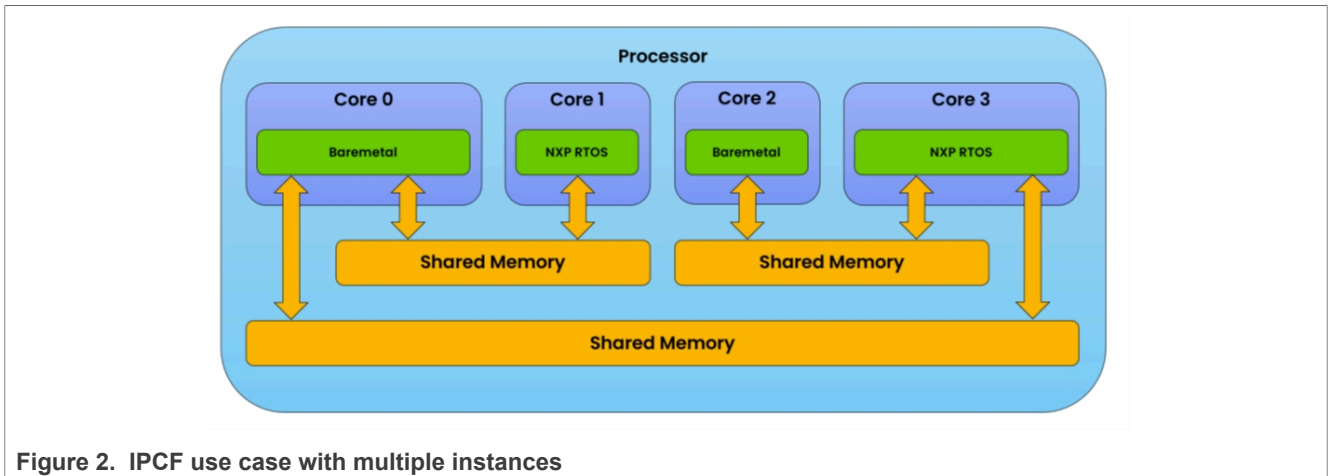 Processor
Core 0
Core 1
Core 2
Core 3
Baremetal
NXP RTOS
Baremetal
NXP RTOS
Shared Memory
Shared Memory
Shared Memory
Figure 2. IPCF use case with multiple instances